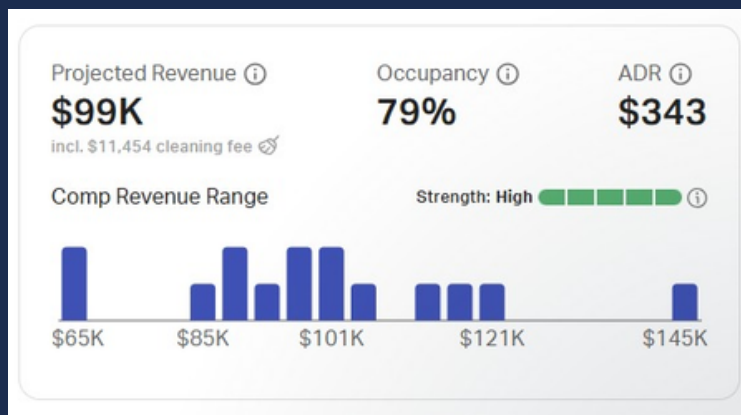 Projected Revenue
Occupancy
ADR
$99K
79%
$343
incl. $11,454 cleaning fee
Comp Revenue Range
Strength: High
$65K
$85K
$101K
$121K
$145K